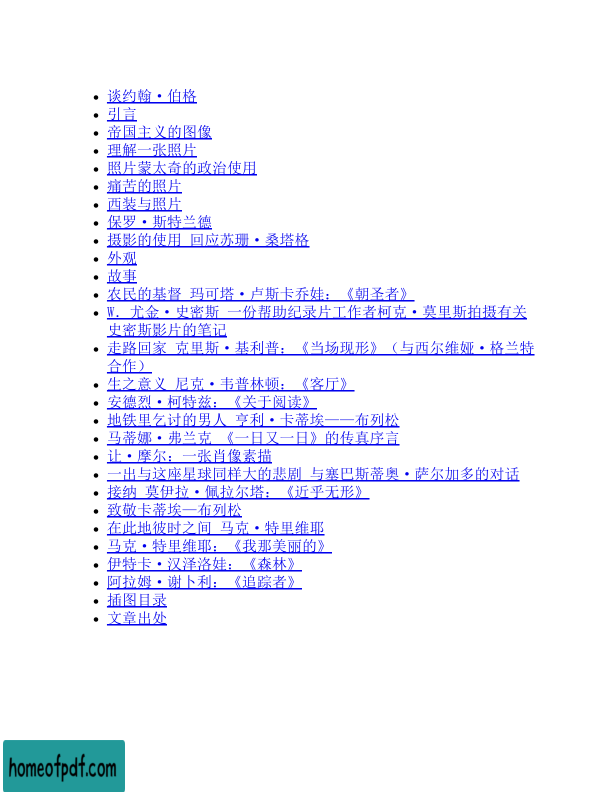 谈约翰·伯格
引言
帝国主义的图像
理解一张照片
照片蒙太奇的政治使用
痛苦的照片
西装与照片
保罗·斯特兰德
摄影的使用 回应苏珊·桑塔格
外观
故事
农民的基督 玛可塔·卢斯卡乔娃：《朝圣者》
W．尤金·史密斯 一份帮助纪录片工作者柯克·莫里斯拍摄有关
史密斯影片的笔记
走路回家 克里斯·基利普：《当场现形》（与西尔维娅·格兰特
合作）
生之意义 尼克·韦普林顿：《客厅》
安德烈·柯特兹：《关于阅读》
地铁里乞讨的男人 亨利·卡蒂埃——布列松
马蒂娜·弗兰克 《一日又一日》的传真序言
让·摩尔：一张肖像素描
一出与这座星球同样大的悲剧 与塞巴斯蒂奥·萨尔加多的对话
接纳 莫伊拉·佩拉尔塔：《近乎无形》
致敬卡蒂埃—布列松
在此地彼时之间 马克·特里维耶
马克·特里维耶：《我那美丽的》
伊特卡·汉泽洛娃：《森林》
阿拉姆·谢卜利：《追踪者》
插图目录
文章出处
homeofpdf.com